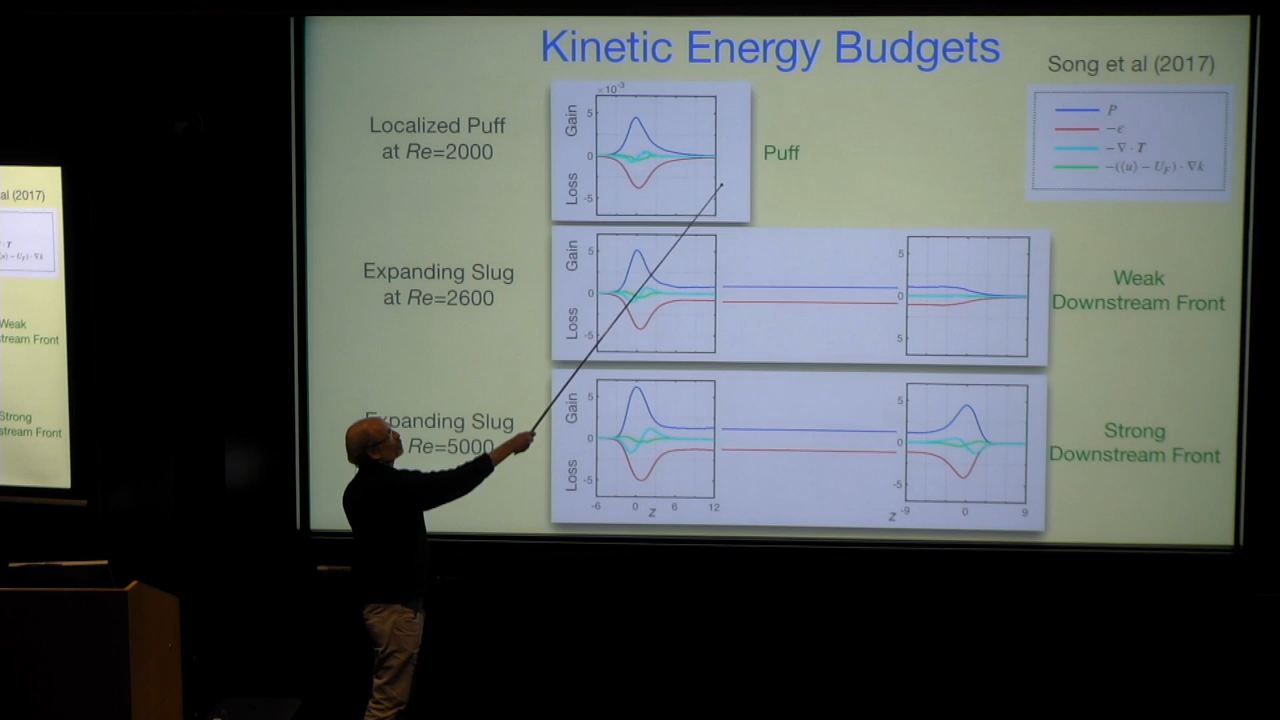 Kinetic Energy Budgets
Song et al (2017)
P
−ϵ
−∇ · T
−(⟨u⟩ − U_F) · ∇k
Localized Puff
at Re=2000
×10⁻³
Gain
Loss
5
0
-5
Puff
Expanding Slug
at Re=2600
Gain
Loss
5
0
-5
5
0
5
Weak
Downstream Front
Expanding Slug
Re=5000
Gain
Loss
5
0
-5
-6
0
z
6
12
5
0
-5
z
-9
0
9
Strong
Downstream Front
al (2017)
· T
− U_F) · ∇k
Weak
tream Front
Strong
stream Front